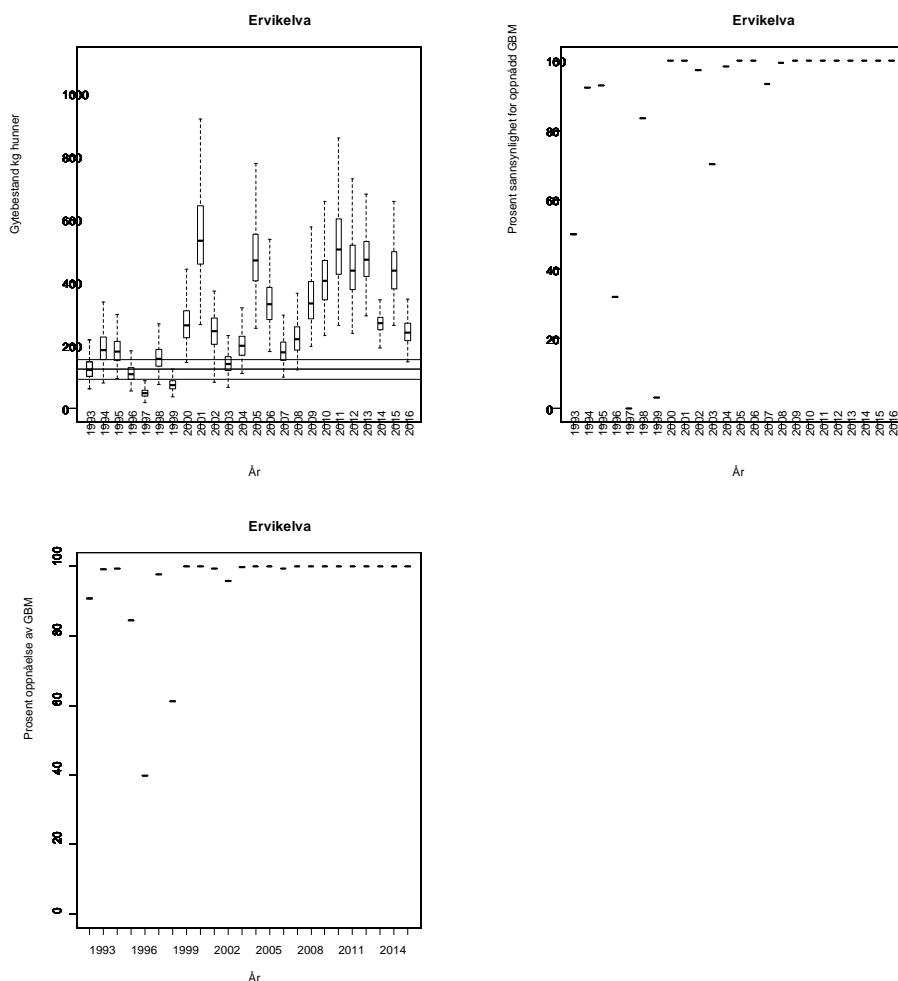 Ervikelva
Gytebestand kg hunner
1000
800
600
400
200
0
1993 1994 1995 1996 1997 1998 1999 2000 2001 2002 2003 2004 2005 2006 2007 2008 2009 2010 2011 2012 2013 2014 2015 2016
År
Ervikelva
Prosent sannsynlighet for oppnådd GBM
100
80
60
40
20
0
1993 1994 1995 1996 1997 1998 1999 2000 2001 2002 2003 2004 2005 2006 2007 2008 2009 2010 2011 2012 2013 2014 2015 2016
År
Ervikelva
Prosent oppnåelse av GBM
100
80
60
40
20
0
1993 1996 1999 2002 2005 2008 2011 2014
År